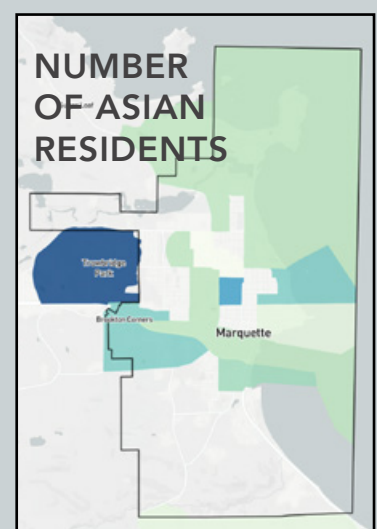 NUMBER
OF ASIAN
RESIDENTS
Trowbridge
Park
Brookton Corners
Marquette